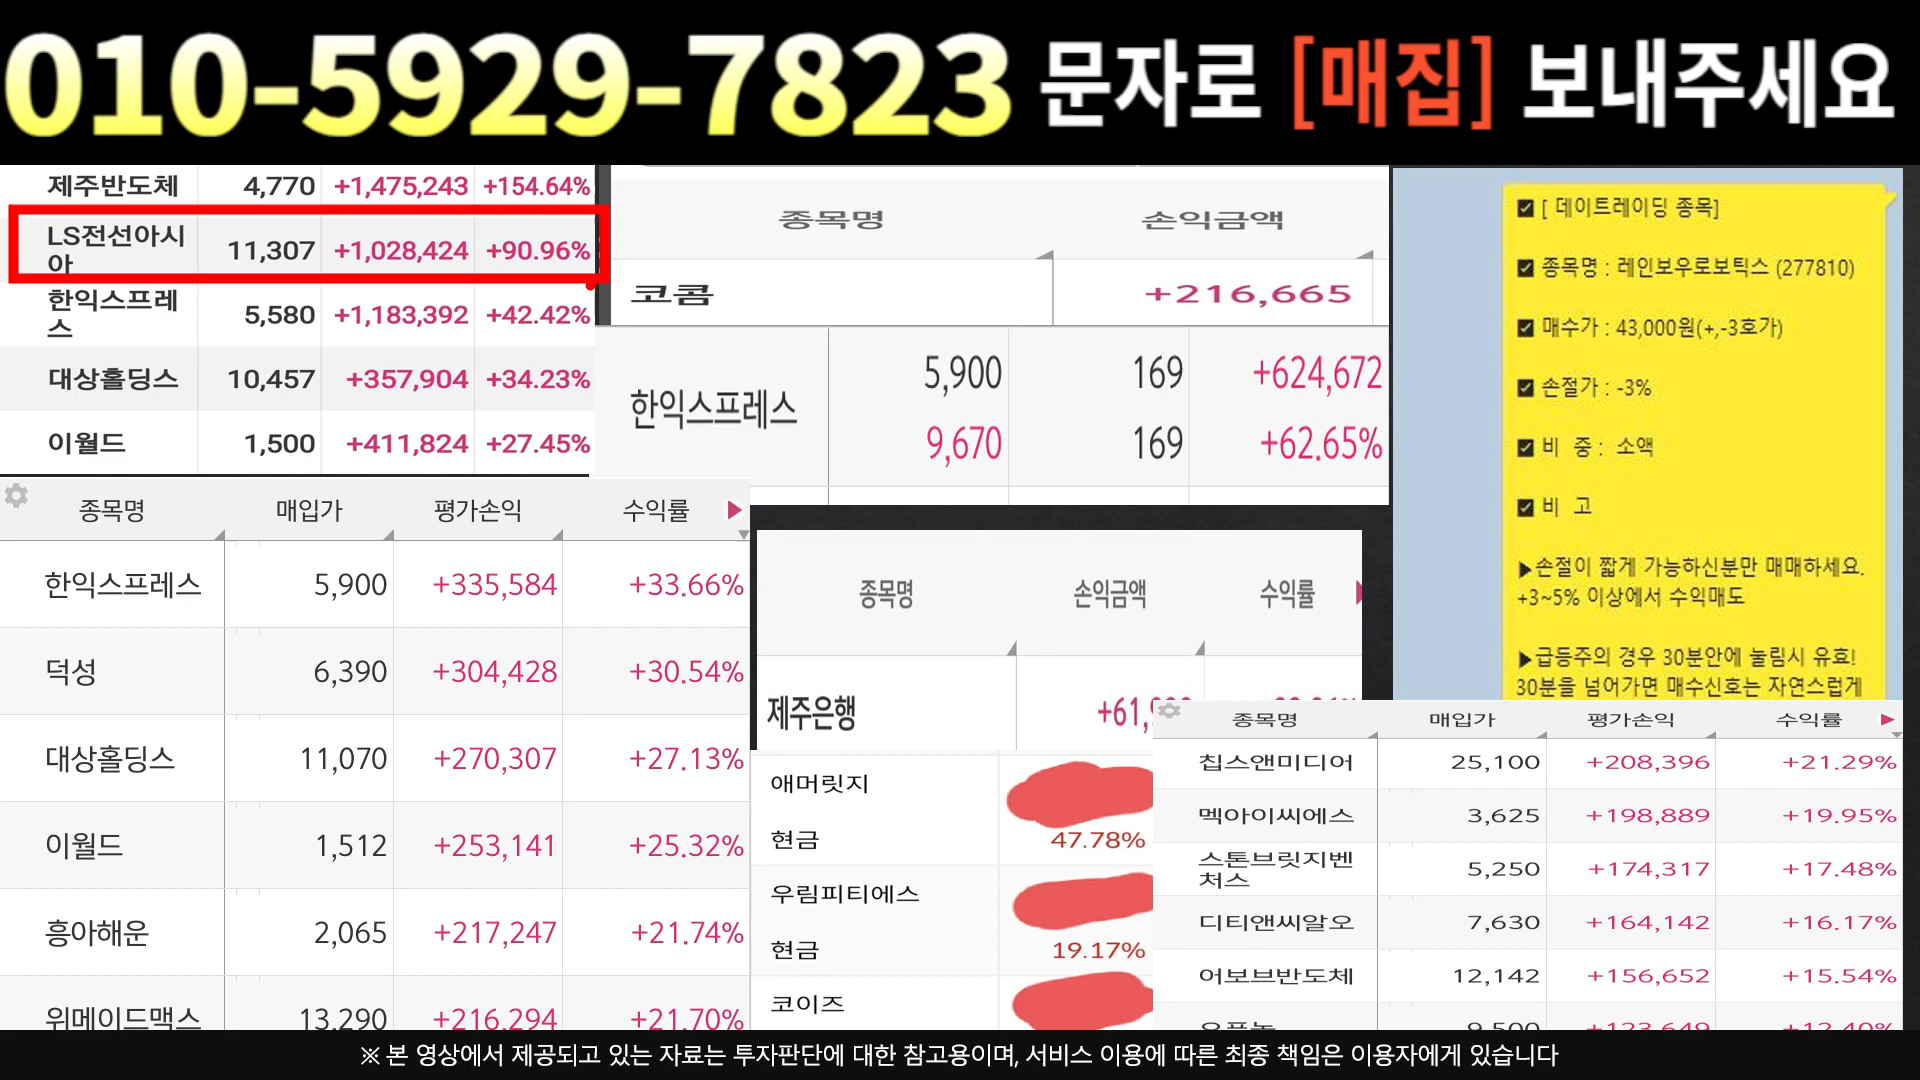 010-5929-7823 문자로 [매집] 보내주세요
제주반도체 4,770 +1,475,243 +154.64%
LS전선아시
아 11,307 +1,028,424 +90.96%
한익스프레
스 5,580 +1,183,392 +42.42%
대상홀딩스 10,457 +357,904 +34.23%
이월드 1,500 +411,824 +27.45%
종목명 손익금액
코콤 +216,665
한익스프레스 5,900 169 +624,672
9,670 169 +62.65%
☑ [ 데이트레이딩 종목]
☑ 종목명 : 레인보우로보틱스 (277810)
☑ 매수가 : 43,000원(+,-3호가)
☑ 손절가 : -3%
☑ 비 중 : 소액
☑ 비 고
▶손절이 짧게 가능하신분만 매매하세요.
+3~5% 이상에서 수익매도
▶급등주의 경우 30분안에 눌림시 유효!
30분을 넘어가면 매수신호는 자연스럽게
종목명 매입가 평가손익 수익률
한익스프레스 5,900 +335,584 +33.66%
덕성 6,390 +304,428 +30.54%
대상홀딩스 11,070 +270,307 +27.13%
이월드 1,512 +253,141 +25.32%
흥아해운 2,065 +217,247 +21.74%
위메이드맥스 13,290 +216,294 +21.70%
종목명 손익금액 수익률
제주은행 +61,
애머릿지
현금 47.78%
우림피티에스
현금 19.17%
코이즈
종목명 매입가 평가손익 수익률
칩스앤미디어 25,100 +208,396 +21.29%
멕아이씨에스 3,625 +198,889 +19.95%
스톤브릿지벤
처스 5,250 +174,317 +17.48%
디티앤씨알오 7,630 +164,142 +16.17%
어보브반도체 12,142 +156,652 +15.54%
※ 본 영상에서 제공되고 있는 자료는 투자판단에 대한 참고용이며, 서비스 이용에 따른 최종 책임은 이용자에게 있습니다